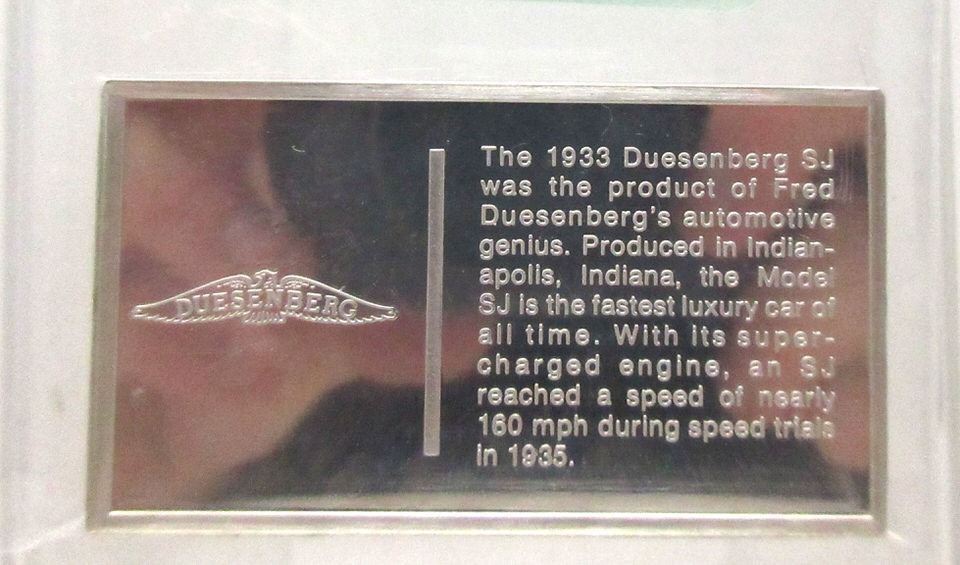 DUESENBERG
The 1933 Duesenberg SJ
was the product of Fred
Duesenberg's automotive
genius. Produced in Indian-
apolis, Indiana, the Model
SJ is the fastest luxury car of
all time. With its super-
charged engine, an SJ
reached a speed of nearly
160 mph during speed trials
in 1935.